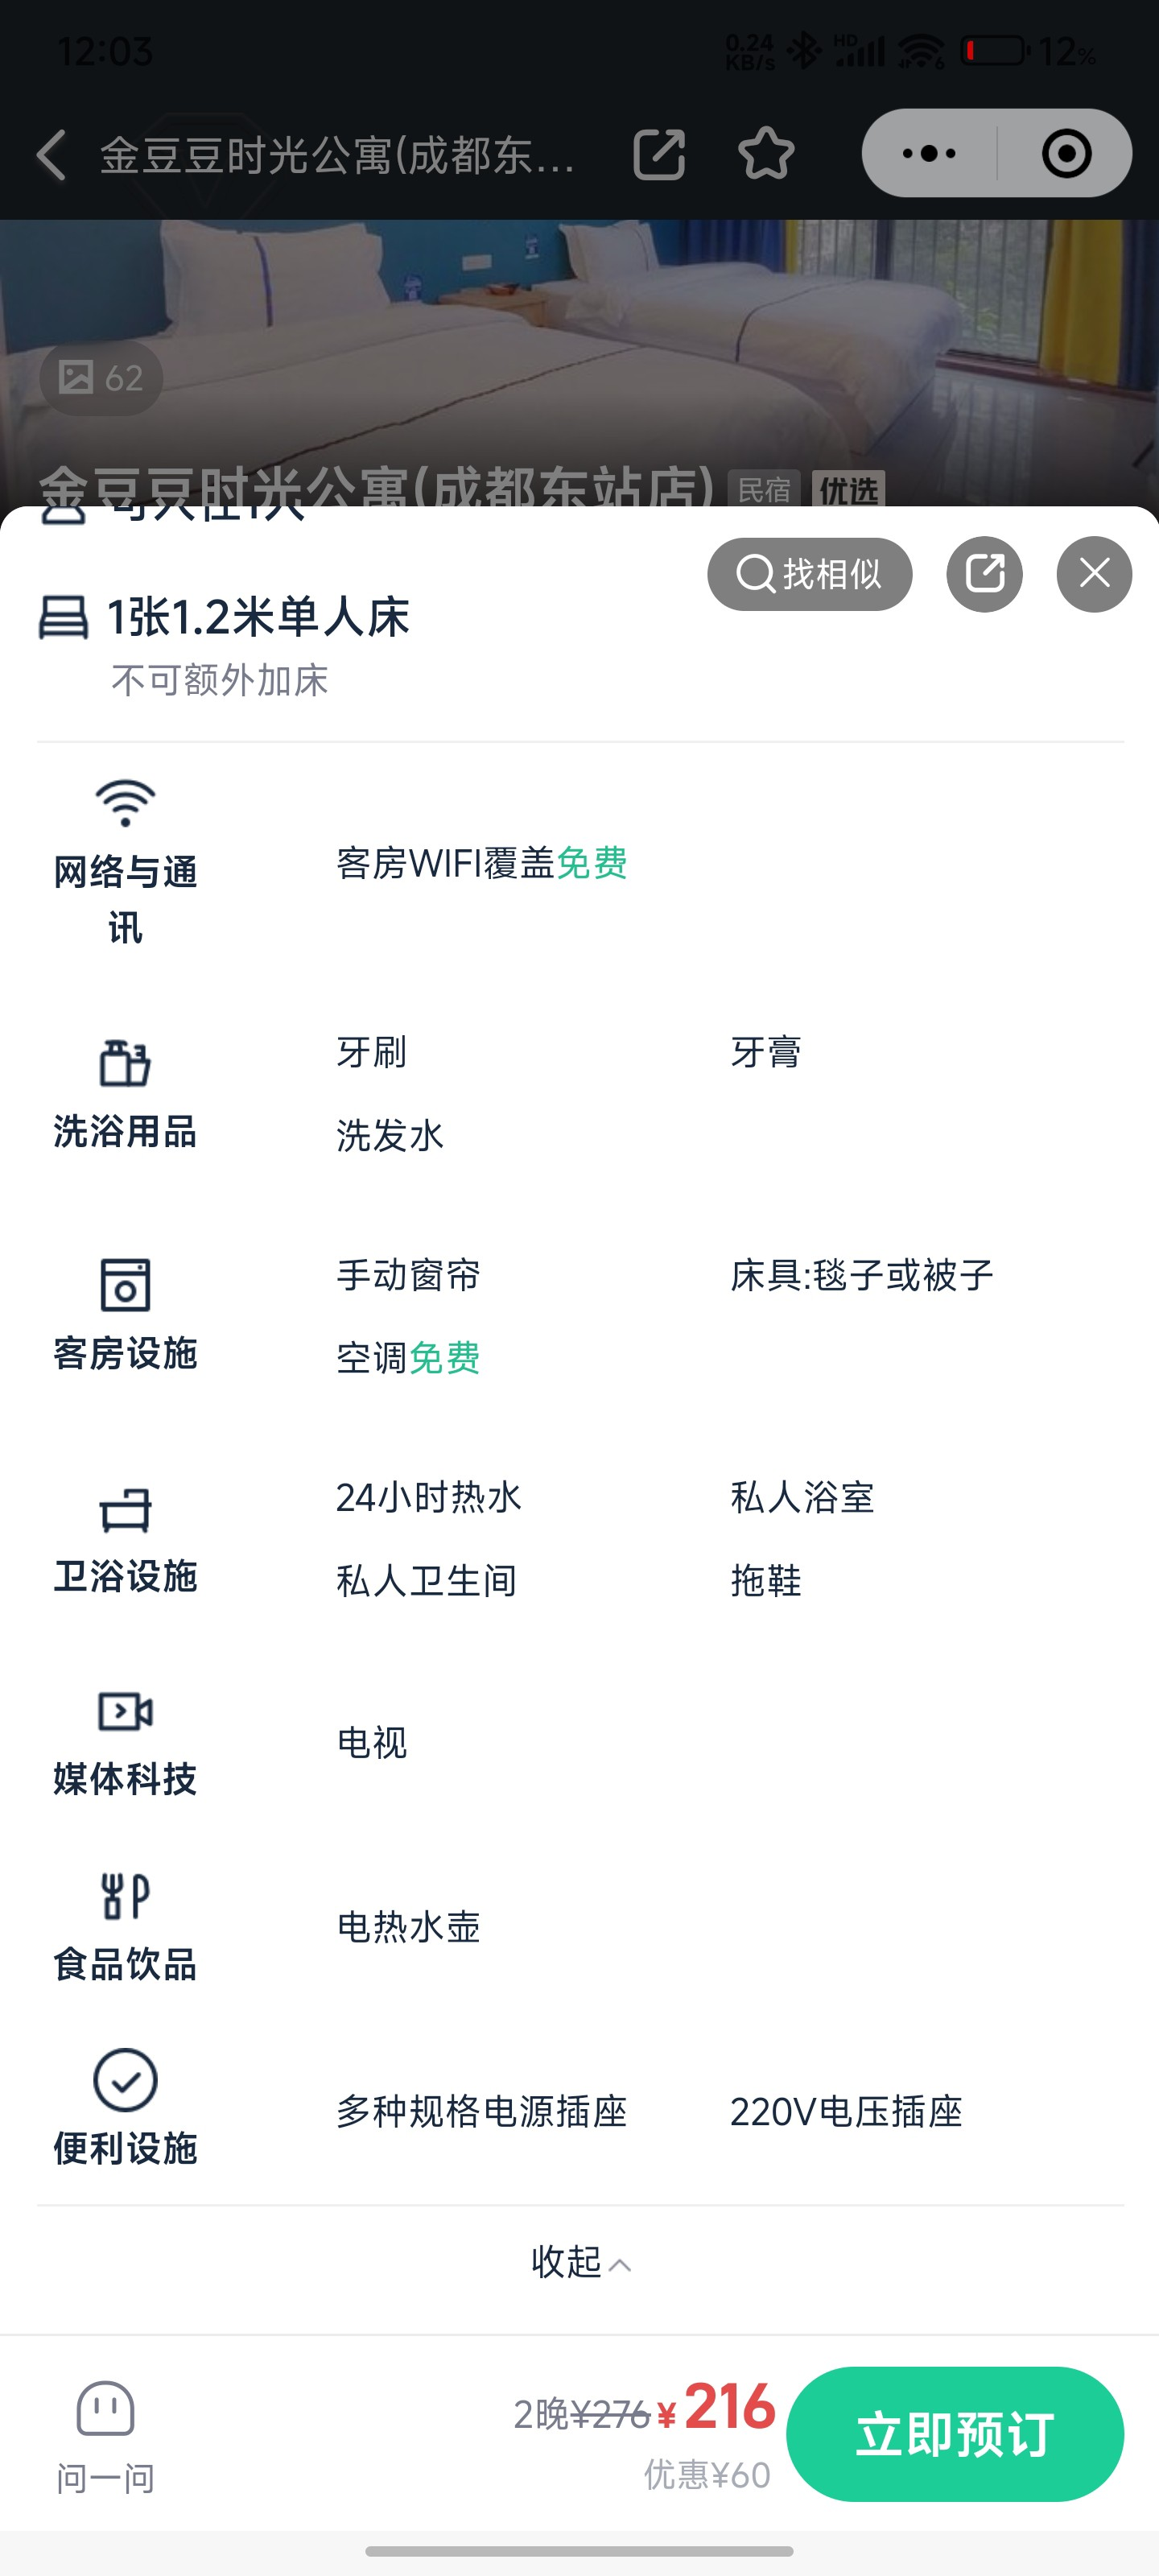 12:03
0.24
KB/s
HD
6
12%
金豆豆时光公寓(成都东...
62
金豆豆时光公寓(成都东站店) 民宿 优选
可入住1人
找相似
1张1.2米单人床
不可额外加床
网络与通
讯
客房WIFI覆盖免费
洗浴用品
牙刷 牙膏
洗发水
客房设施
手动窗帘 床具:毯子或被子
空调免费
卫浴设施
24小时热水 私人浴室
私人卫生间 拖鞋
媒体科技
电视
食品饮品
电热水壶
便利设施
多种规格电源插座 220V电压插座
收起
问一问
2晚¥276 ¥216
优惠¥60
立即预订